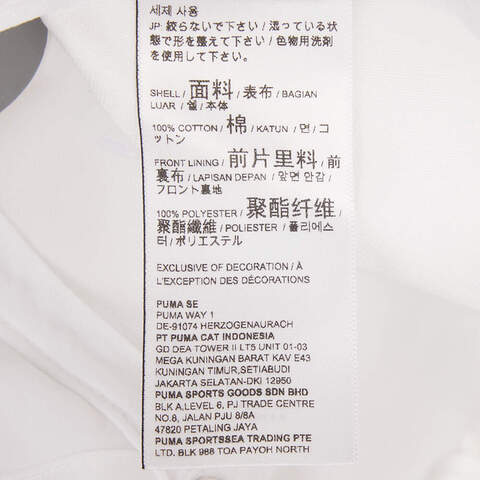 세제 사용
JP: 絞らないで下さい / 湿っている状
態で形を整えて下さい / 色物用洗剤
を使用して下さい
SHELL / 面料 / 表布 / BAGIAN
LUAR / 쉘 / 本体
100% COTTON / 棉 / KATUN / 면 / コ
ットン
FRONT LINING / 前片里料 / 前
裏布 / LAPISAN DEPAN / 앞면 안감 /
フロント裏地
100% POLYESTER / 聚酯纤维 /
聚酯纖維 / POLIESTER / 폴리에스
터 / ポリエステル
EXCLUSIVE OF DECORATION / À
L'EXCEPTION DES DÉCORATIONS
PUMA SE
PUMA WAY 1
DE-91074 HERZOGENAURACH
PT PUMA CAT INDONESIA
GD DEA TOWER II LT5 UNIT 01-03
MEGA KUNINGAN BARAT KAV E43
KUNINGAN TIMUR,SETIABUDI
JAKARTA SELATAN-DKI 12950
PUMA SPORTS GOODS SDN BHD
BLK A,LEVEL 6, PJ TRADE CENTRE
NO.8, JALAN PJU 8/8A
47820 PETALING JAYA
PUMA SPORTSSEA TRADING PTE
LTD. BLK 988 TOA PAYOH NORTH